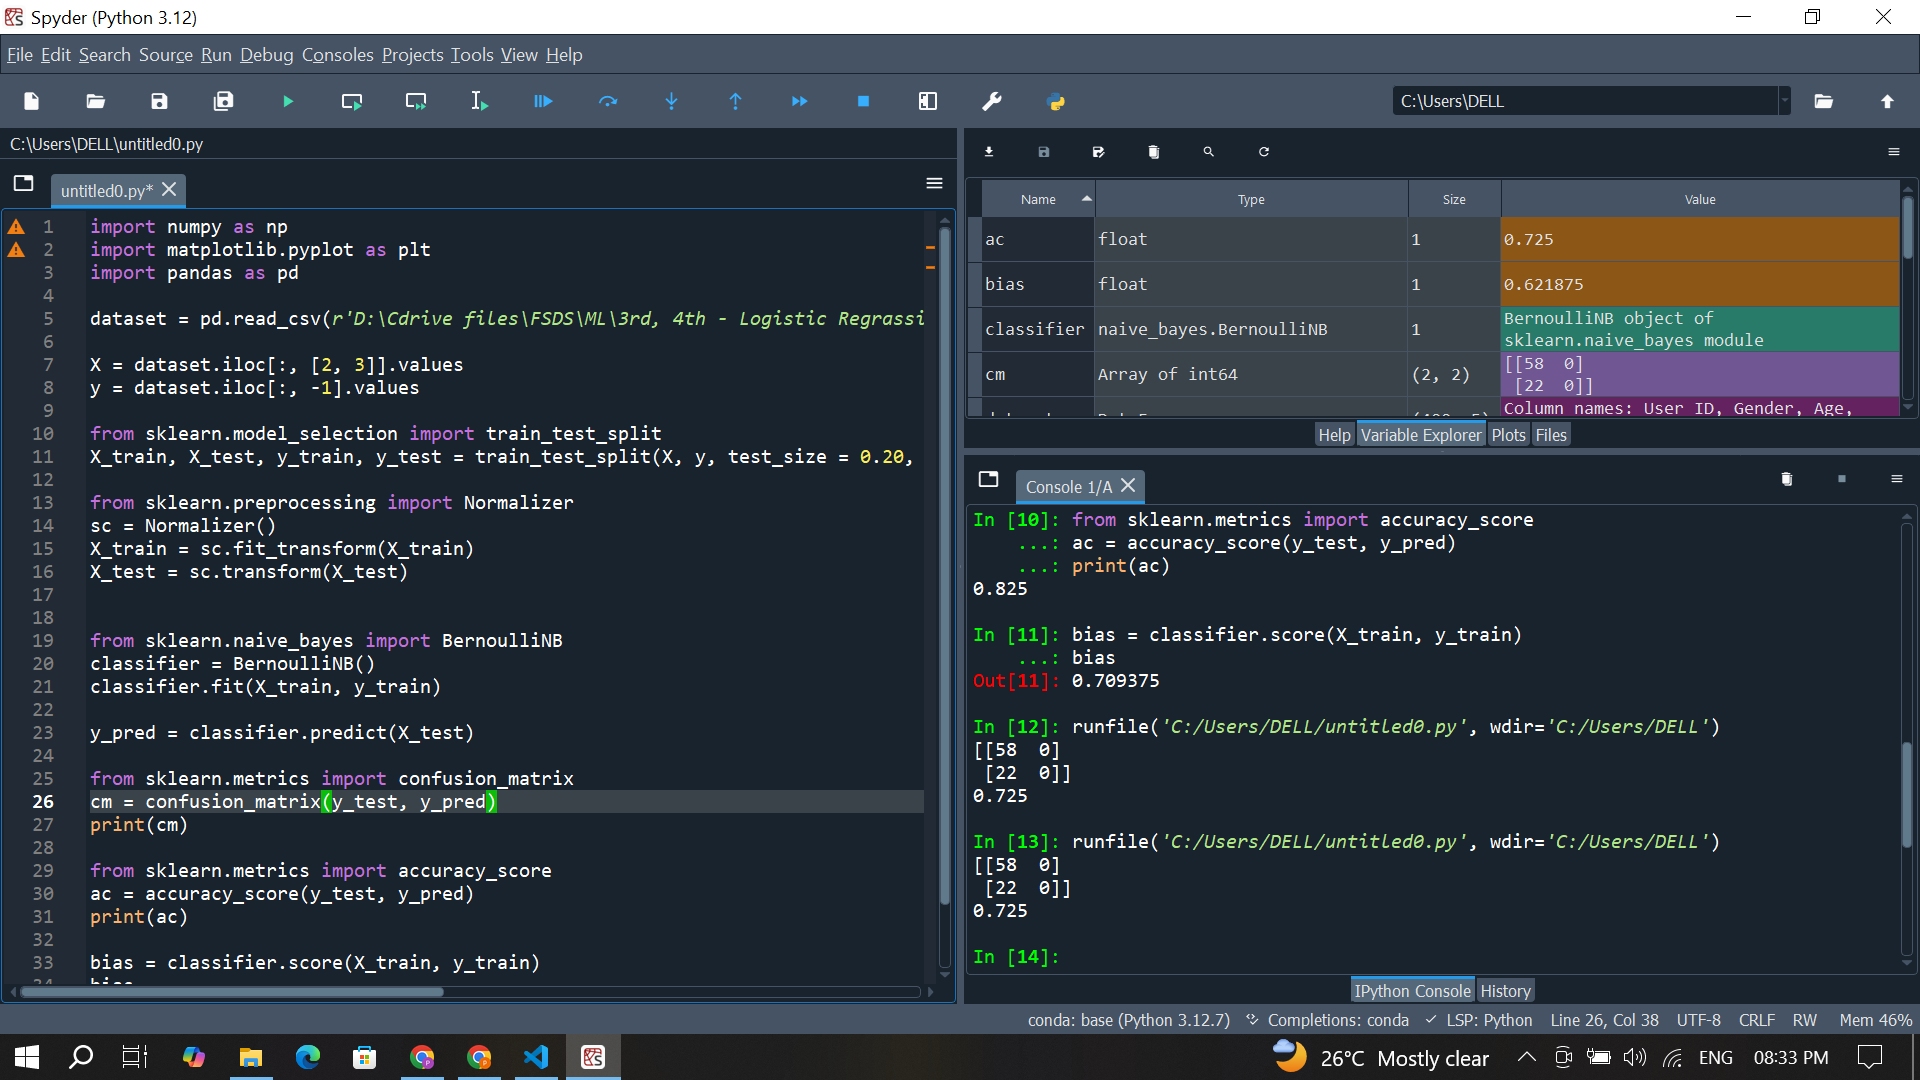 Spyder (Python 3.12)
File Edit Search Source Run Debug Consoles Projects Tools View Help
C:\Users\DELL
C:\Users\DELL\untitled0.py
untitled0.py*
1 import numpy as np
2 import matplotlib.pyplot as plt
3 import pandas as pd
4
5 dataset = pd.read_csv(r'D:\Cdrive files\FSDS\ML\3rd, 4th - Logistic Regrassi
6
7 X = dataset.iloc[:, [2, 3]].values
8 y = dataset.iloc[:, -1].values
9
10 from sklearn.model_selection import train_test_split
11 X_train, X_test, y_train, y_test = train_test_split(X, y, test_size = 0.20,
12
13 from sklearn.preprocessing import Normalizer
14 sc = Normalizer()
15 X_train = sc.fit_transform(X_train)
16 X_test = sc.transform(X_test)
17
18
19 from sklearn.naive_bayes import BernoulliNB
20 classifier = BernoulliNB()
21 classifier.fit(X_train, y_train)
22
23 y_pred = classifier.predict(X_test)
24
25 from sklearn.metrics import confusion_matrix
26 cm = confusion_matrix(y_test, y_pred)
27 print(cm)
28
29 from sklearn.metrics import accuracy_score
30 ac = accuracy_score(y_test, y_pred)
31 print(ac)
32
33 bias = classifier.score(X_train, y_train)
34 bias
Name Type Size Value
ac float 1 0.725
bias float 1 0.621875
classifier naive_bayes.BernoulliNB 1 BernoulliNB object of
sklearn.naive_bayes module
cm Array of int64 (2, 2) [[58 0]
[22 0]]
Column names: User ID, Gender, Age,
Help Variable Explorer Plots Files
Console 1/A
In [10]: from sklearn.metrics import accuracy_score
...: ac = accuracy_score(y_test, y_pred)
...: print(ac)
0.825
In [11]: bias = classifier.score(X_train, y_train)
...: bias
Out[11]: 0.709375
In [12]: runfile('C:/Users/DELL/untitled0.py', wdir='C:/Users/DELL')
[[58 0]
[22 0]]
0.725
In [13]: runfile('C:/Users/DELL/untitled0.py', wdir='C:/Users/DELL')
[[58 0]
[22 0]]
0.725
In [14]:
IPython Console History
conda: base (Python 3.12.7) Completions: conda LSP: Python Line 26, Col 38 UTF-8 CRLF RW Mem 46%
26°C Mostly clear ENG 08:33 PM